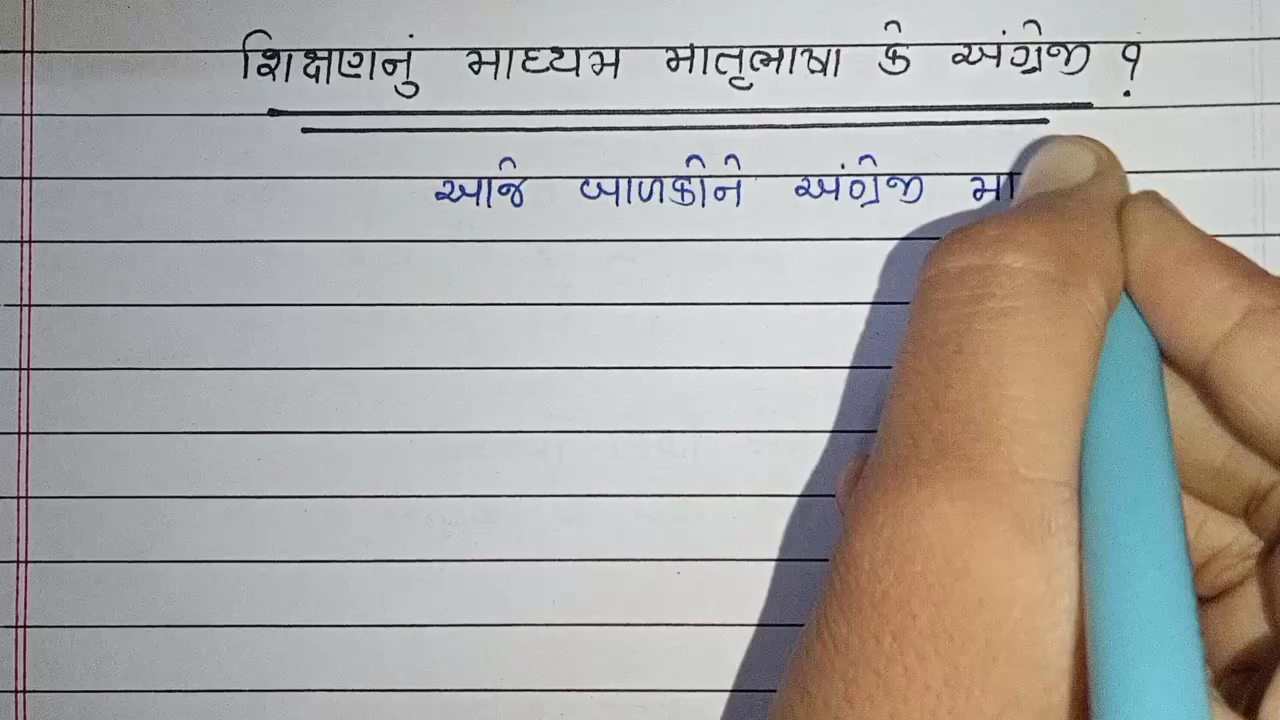 શિક્ષણનું માધ્યમ માતૃભાષા કે અંગ્રેજી ?
આજે બાળકોને અંગ્રેજી મા